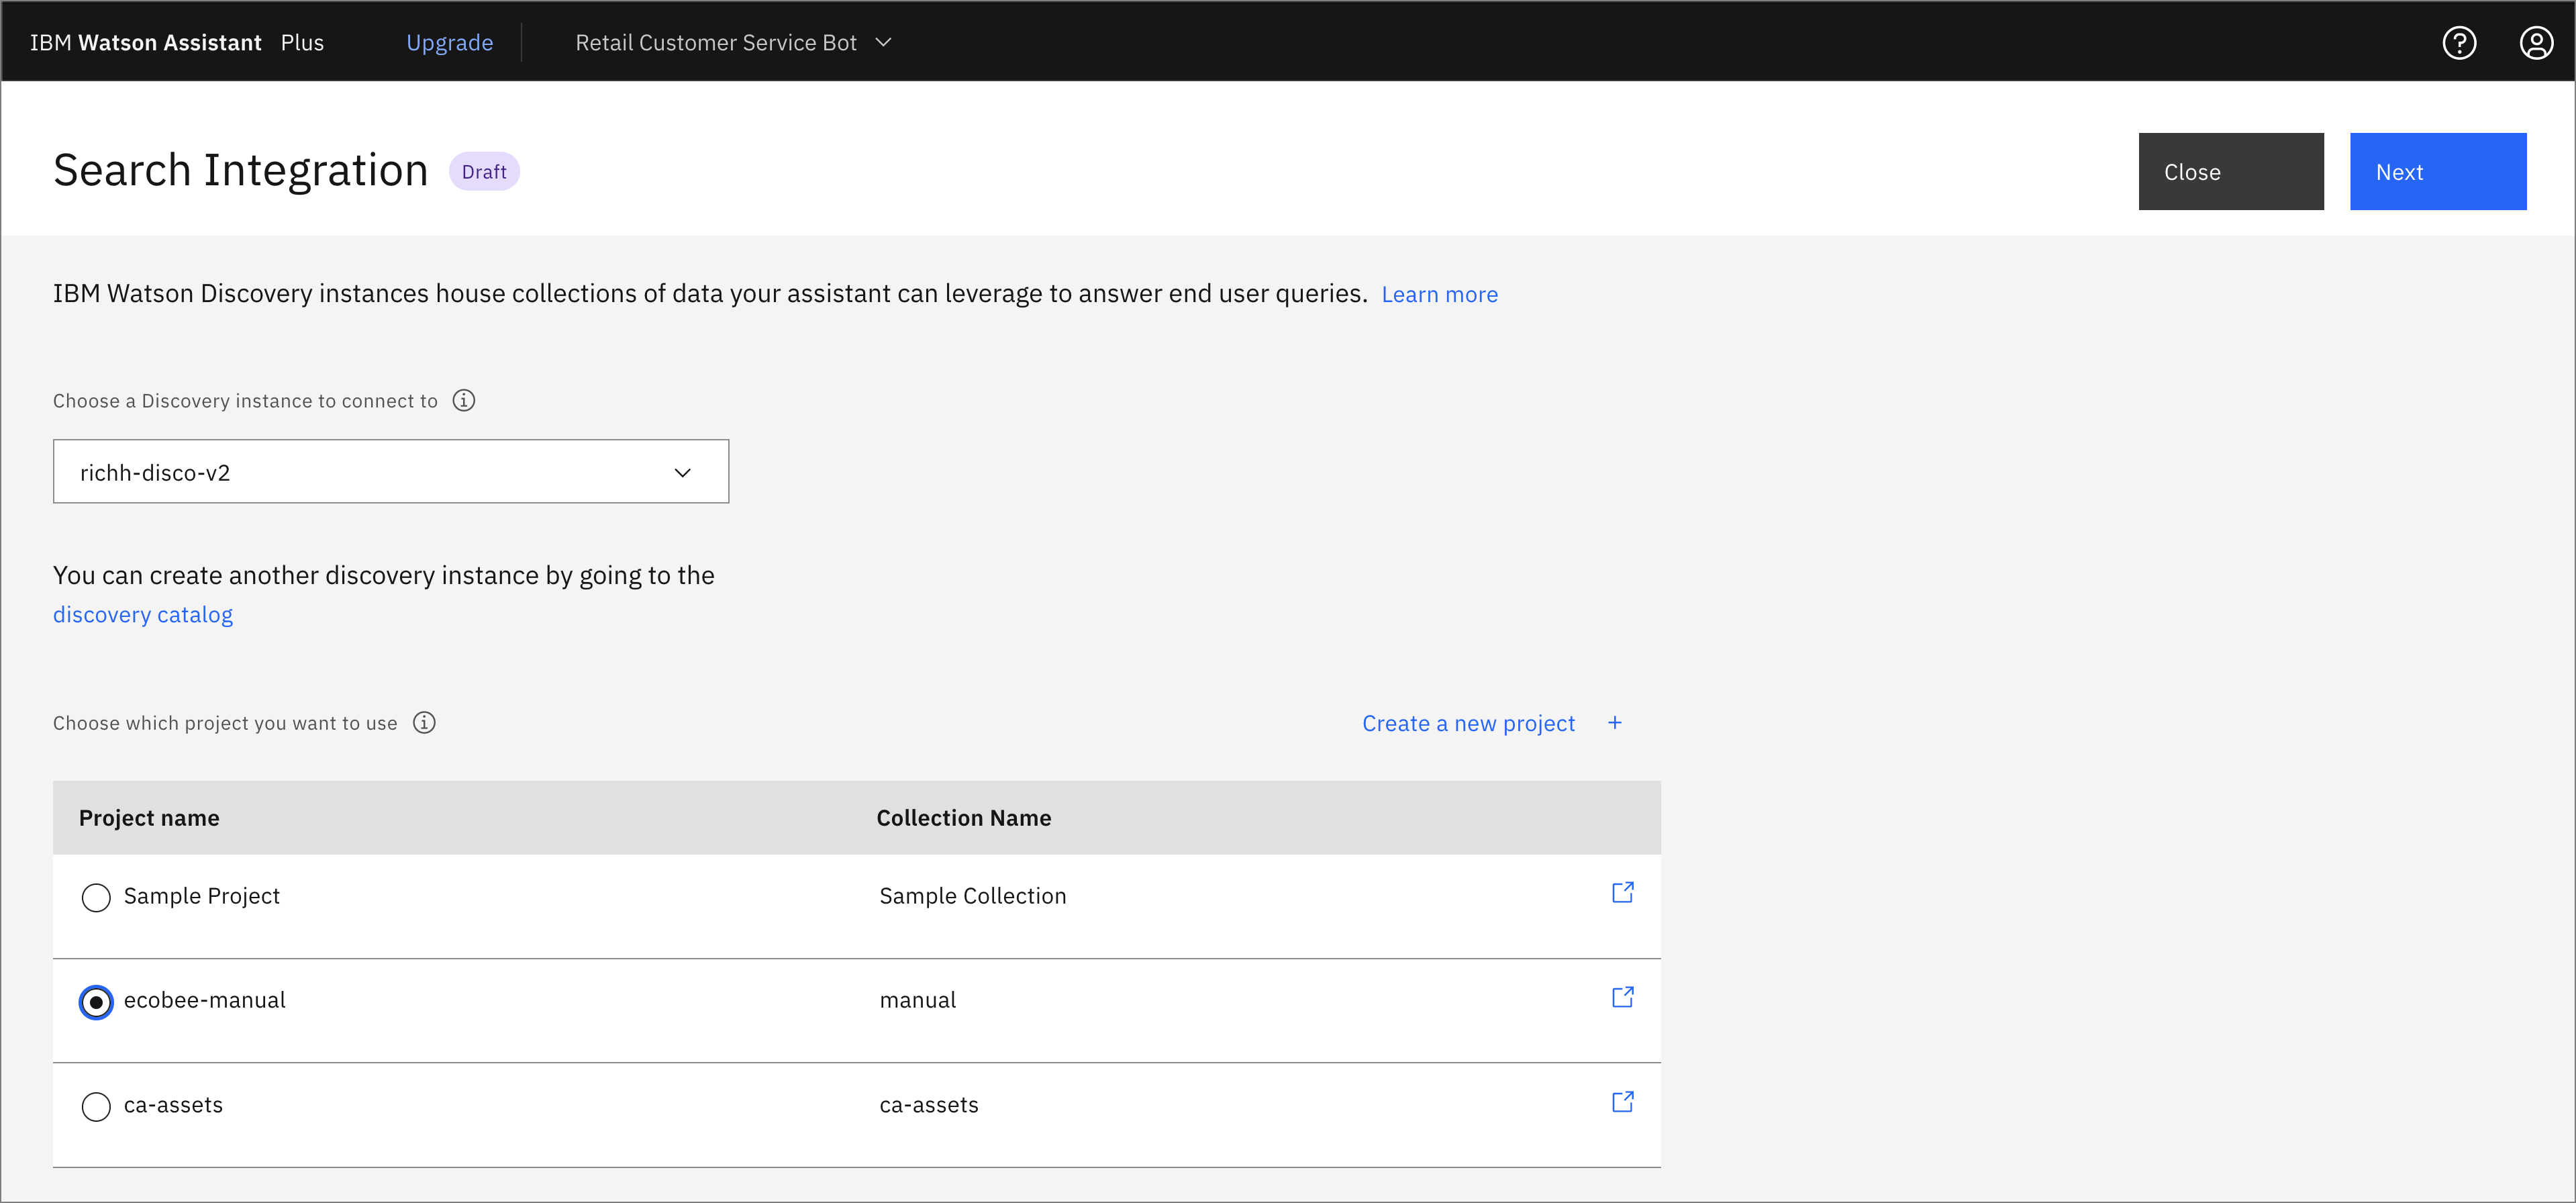 IBM Watson Assistant Plus Upgrade Retail Customer Service Bot
Search Integration Draft Close Next
IBM Watson Discovery instances house collections of data your assistant can leverage to answer end user queries. Learn more
Choose a Discovery instance to connect to
richh-disco-v2
You can create another discovery instance by going to the
discovery catalog
Choose which project you want to use Create a new project +
Project name Collection Name
Sample Project Sample Collection
ecobee-manual manual
ca-assets ca-assets